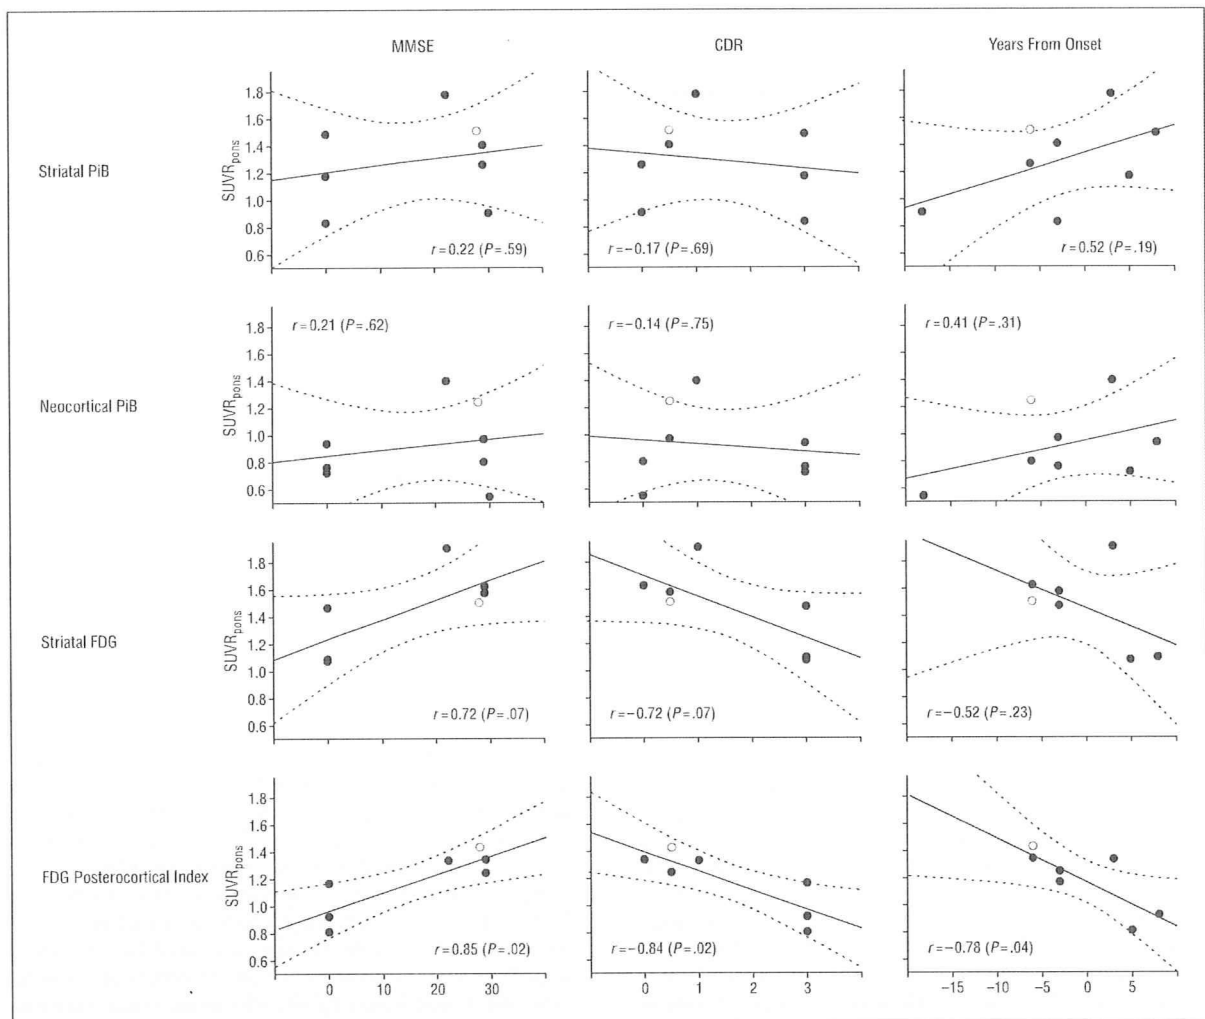 MMSE CDR Years From Onset
Striatal PiB
SUVRpons
1.8
1.6
1.4
1.2
1.0
0.8
0.6
r=0.22 (P=.59)
r=−0.17 (P=.69)
r=0.52 (P=.19)
Neocortical PiB
SUVRpons
1.8
1.6
1.4
1.2
1.0
0.8
0.6
r=0.21 (P=.62)
r=−0.14 (P=.75)
r=0.41 (P=.31)
Striatal FDG
SUVRpons
1.8
1.6
1.4
1.2
1.0
0.8
0.6
r=0.72 (P=.07)
r=−0.72 (P=.07)
r=−0.52 (P=.23)
FDG Posterocortical Index
SUVRpons
1.8
1.6
1.4
1.2
1.0
0.8
0.6
r=0.85 (P=.02)
r=−0.84 (P=.02)
r=−0.78 (P=.04)
0 10 20 30 0 1 2 3 −15 −10 −5 0 5